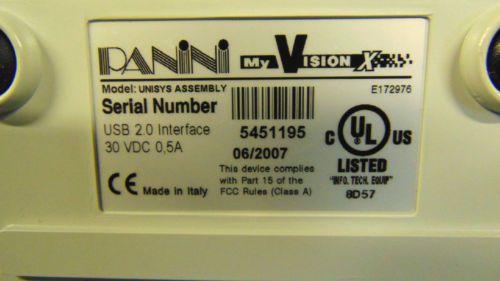 PANINI My VISION X
Model: UNISYS ASSEMBLY
E172976
Serial Number
USB 2.0 Interface
30 VDC 0,5A
5451195
06/2007
C UL US
LISTED
"INFO. TECH. EQUIP."
8D57
This device complies
with Part 15 of the
FCC Rules (Class A)
CE Made in Italy